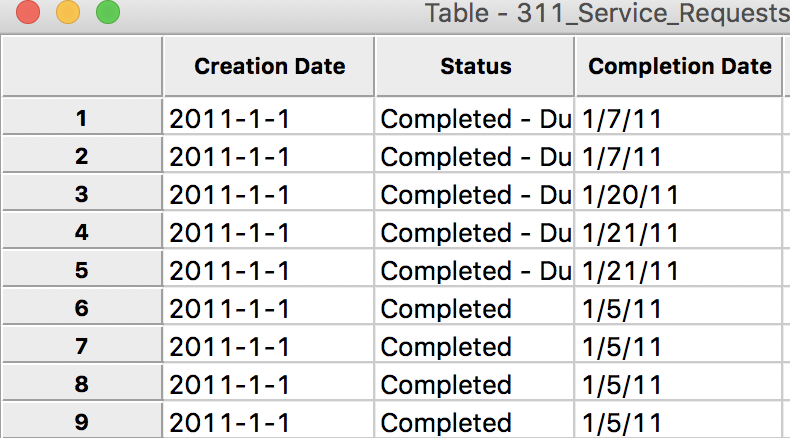 Table - 311_Service_Requests
Creation Date Status Completion Date
1 2011-1-1 Completed - Du 1/7/11
2 2011-1-1 Completed - Du 1/7/11
3 2011-1-1 Completed - Du 1/20/11
4 2011-1-1 Completed - Du 1/21/11
5 2011-1-1 Completed - Du 1/21/11
6 2011-1-1 Completed 1/5/11
7 2011-1-1 Completed 1/5/11
8 2011-1-1 Completed 1/5/11
9 2011-1-1 Completed 1/5/11